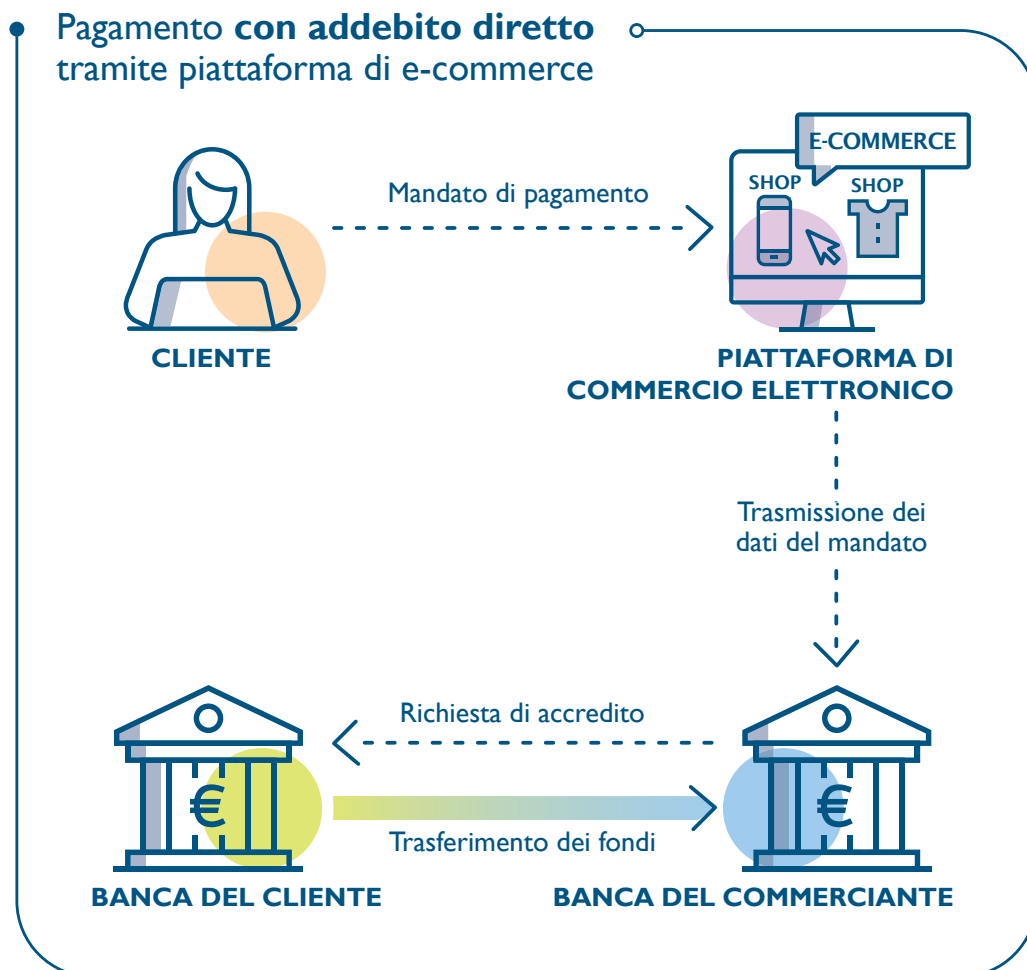 Pagamento con addebito diretto
tramite piattaforma di e-commerce
E-COMMERCE
SHOP
SHOP
Mandato di pagamento
CLIENTE
PIATTAFORMA DI
COMMERCIO ELETTRONICO
Trasmissione dei
dati del mandato
Richiesta di accredito
€
€
Trasferimento dei fondi
BANCA DEL CLIENTE
BANCA DEL COMMERCIANTE